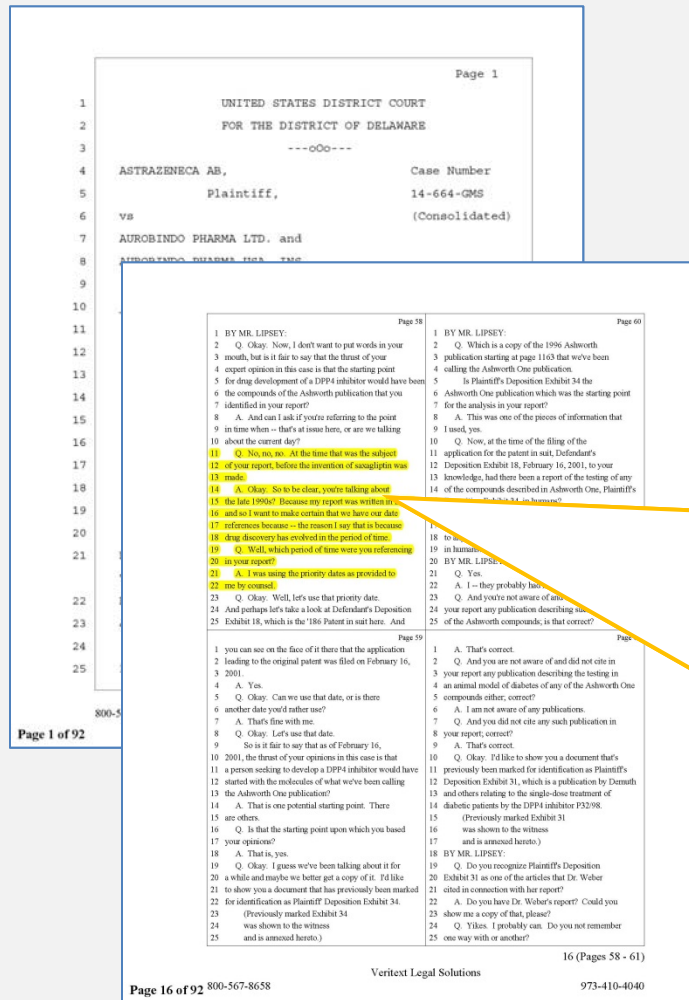 Page 1
1 UNITED STATES DISTRICT COURT
2 FOR THE DISTRICT OF DELAWARE
3 ---oOo---
4 ASTRAZENECA AB, Case Number
5 Plaintiff, 14-664-GMS
6 vs (Consolidated)
7 AUROBINDO PHARMA LTD. and
8 AUROBINDO PHARMA USA, INC
9
10
11
12
13
14
15
16
17
18
19
20
21
22
23
24
25
800-5
Page 1 of 92
Page 58
1 BY MR. LIPSEY:
2 Q. Okay. Now, I don't want to put words in your
3 mouth, but is it fair to say that the thrust of your
4 expert opinion in this case is that the starting point
5 for drug development of a DPP4 inhibitor would have been
6 the compounds of the Ashworth publication that you
7 identified in your report?
8 A. And can I ask if you're referring to the point
9 in time when -- that's at issue here, or are we talking
10 about the current day?
11 Q. No, no, no. At the time that was the subject
12 of your report, before the invention of saxagliptin was
13 made.
14 A. Okay. So to be clear, you're talking about
15 the late 1990s? Because my report was written in
16 and so I want to make certain that we have our date
17 references because -- the reason I say that is because
18 drug discovery has evolved in the period of time.
19 Q. Well, which period of time were you referencing
20 in your report?
21 A. I was using the priority dates as provided to
22 me by counsel.
23 Q. Okay. Well, let's use that priority date.
24 And perhaps let's take a look at Defendant's Deposition
25 Exhibit 18, which is the '186 Patent in suit here. And
Page 59
1 you can see on the face of it there that the application
2 leading to the original patent was filed on February 16,
3 2001.
4 A. Yes.
5 Q. Okay. Can we use that date, or is there
6 another date you'd rather use?
7 A. That's fine with me.
8 Q. Okay. Let's use that date.
9 So is it fair to say that as of February 16,
10 2001, the thrust of your opinions in this case is that
11 a person seeking to develop a DPP4 inhibitor would have
12 started with the molecules of what we've been calling
13 the Ashworth One publication?
14 A. That is one potential starting point. There
15 are others.
16 Q. Is that the starting point upon which you based
17 your opinions?
18 A. That is, yes.
19 Q. Okay. I guess we've been talking about it for
20 a while and maybe we better get a copy of it. I'd like
21 to show you a document that has previously been marked
22 for identification as Plaintiff Deposition Exhibit 34.
23 (Previously marked Exhibit 34
24 was shown to the witness
25 and is annexed hereto.)
Page 60
1 BY MR. LIPSEY:
2 Q. Which is a copy of the 1996 Ashworth
3 publication starting at page 1163 that we've been
4 calling the Ashworth One publication.
5 Is Plaintiff's Deposition Exhibit 34 the
6 Ashworth One publication which was the starting point
7 for the analysis in your report?
8 A. This was one of the pieces of information that
9 I used, yes.
10 Q. Now, at the time of the filing of the
11 application for the patent in suit, Defendant's
12 Deposition Exhibit 18, February 16, 2001, to your
13 knowledge, had there been a report of the testing of any
14 of the compounds described in Ashworth One, Plaintiff's
Exhibit 34, in humans?
18 to
19 in human
20 BY MR. LIPSEY
21 Q. Yes.
22 A. I -- they probably had
23 Q. And you're not aware of and
24 your report any publication describing
25 of the Ashworth compounds; is that correct?
Page
1 A. That's correct.
2 Q. And you are not aware of and did not cite in
3 your report any publication describing the testing in
4 an animal model of diabetes of any of the Ashworth One
5 compounds either, correct?
6 A. I am not aware of any publications.
7 Q. And you did not cite any such publication in
8 your report; correct?
9 A. That's correct.
10 Q. Okay. I'd like to show you a document that's
11 previously been marked for identification as Plaintiff's
12 Deposition Exhibit 31, which is a publication by Demuth
13 and others relating to the single-dose treatment of
14 diabetic patients by the DPP4 inhibitor P32/98.
15 (Previously marked Exhibit 31
16 was shown to the witness
17 and is annexed hereto.)
18 BY MR. LIPSEY:
19 Q. Do you recognize Plaintiff's Deposition
20 Exhibit 31 as one of the articles that Dr. Weber
21 cited in connection with her report?
22 A. Do you have Dr. Weber's report? Could you
23 show me a copy of that, please?
24 Q. Yikes. I probably can. Do you not remember
25 one way with or another?
16 (Pages 58 - 61)
Veritext Legal Solutions
Page 16 of 92 800-567-8658 973-410-4040